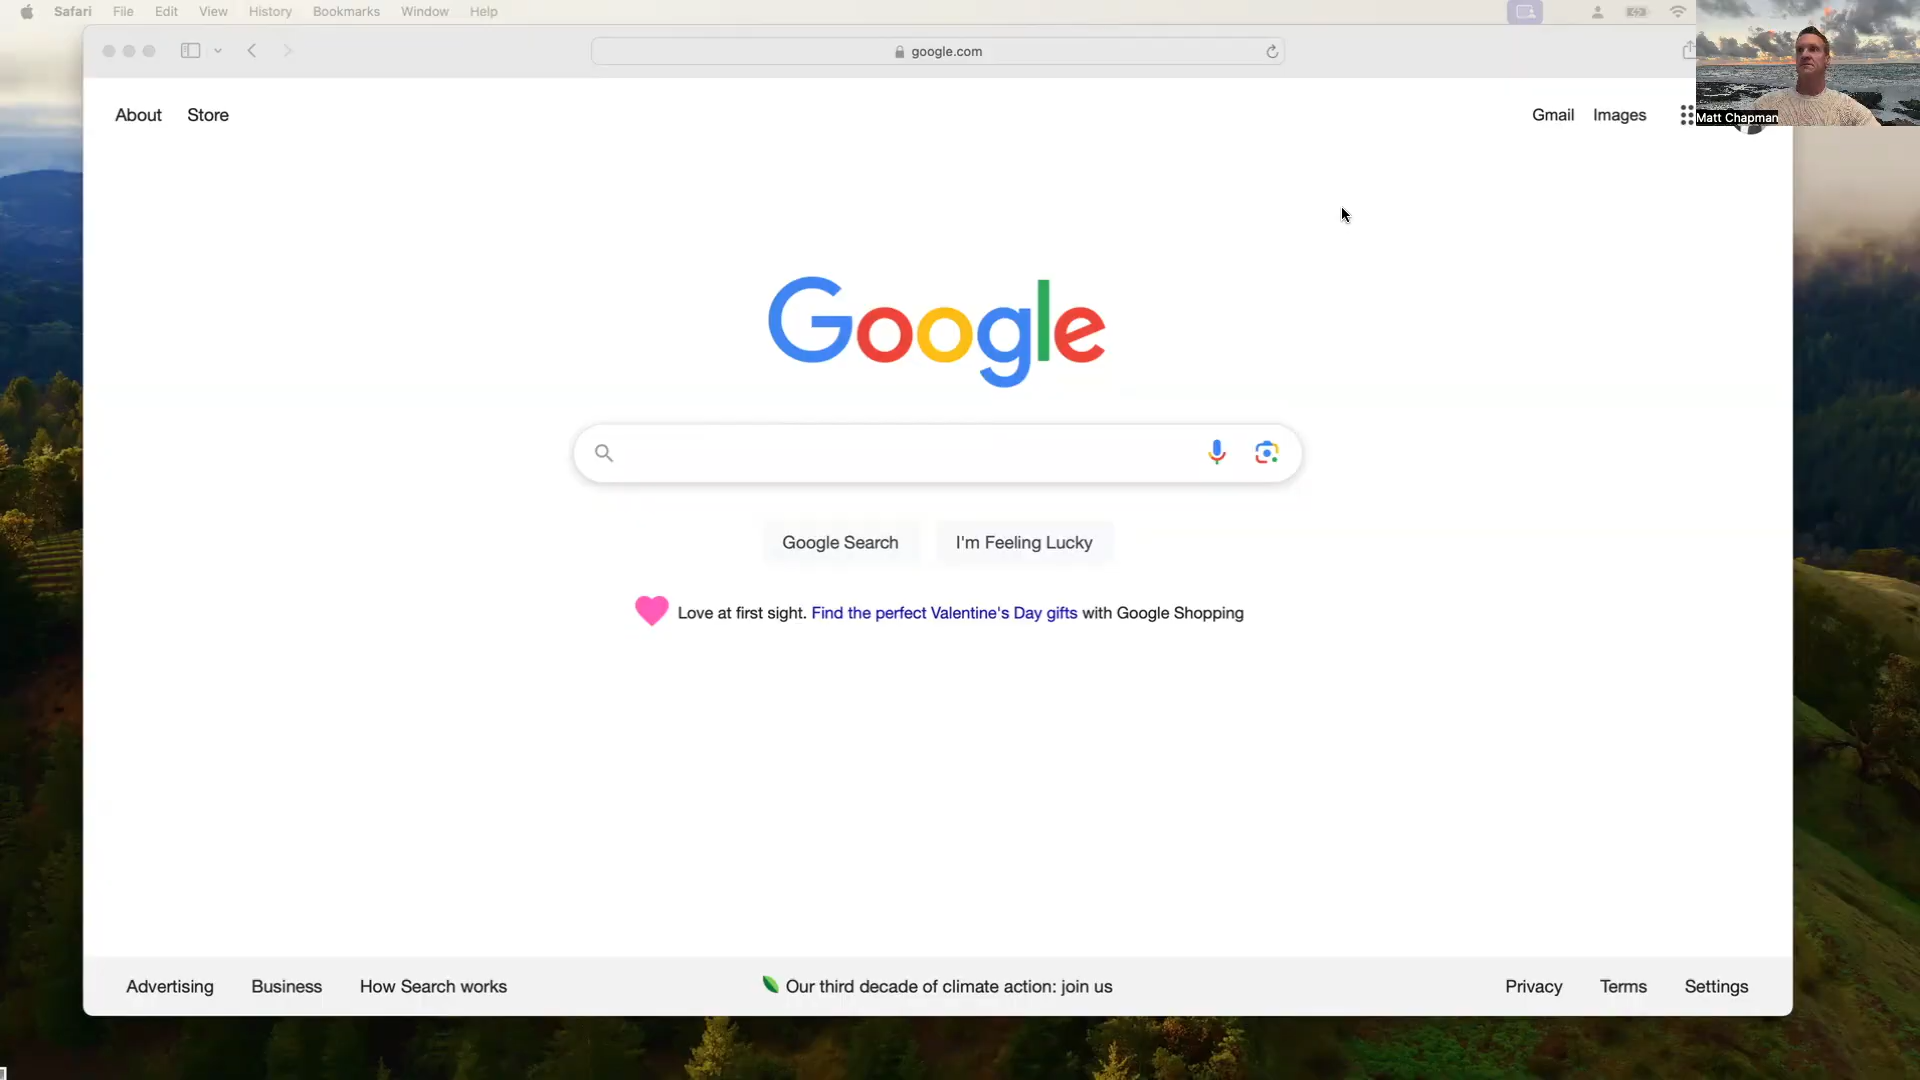 Safari File Edit View History Bookmarks Window Help
google.com
About Store
Gmail Images
Matt Chapman
Google
Google Search I'm Feeling Lucky
Love at first sight. Find the perfect Valentine's Day gifts with Google Shopping
Advertising Business How Search works
Our third decade of climate action: join us
Privacy Terms Settings